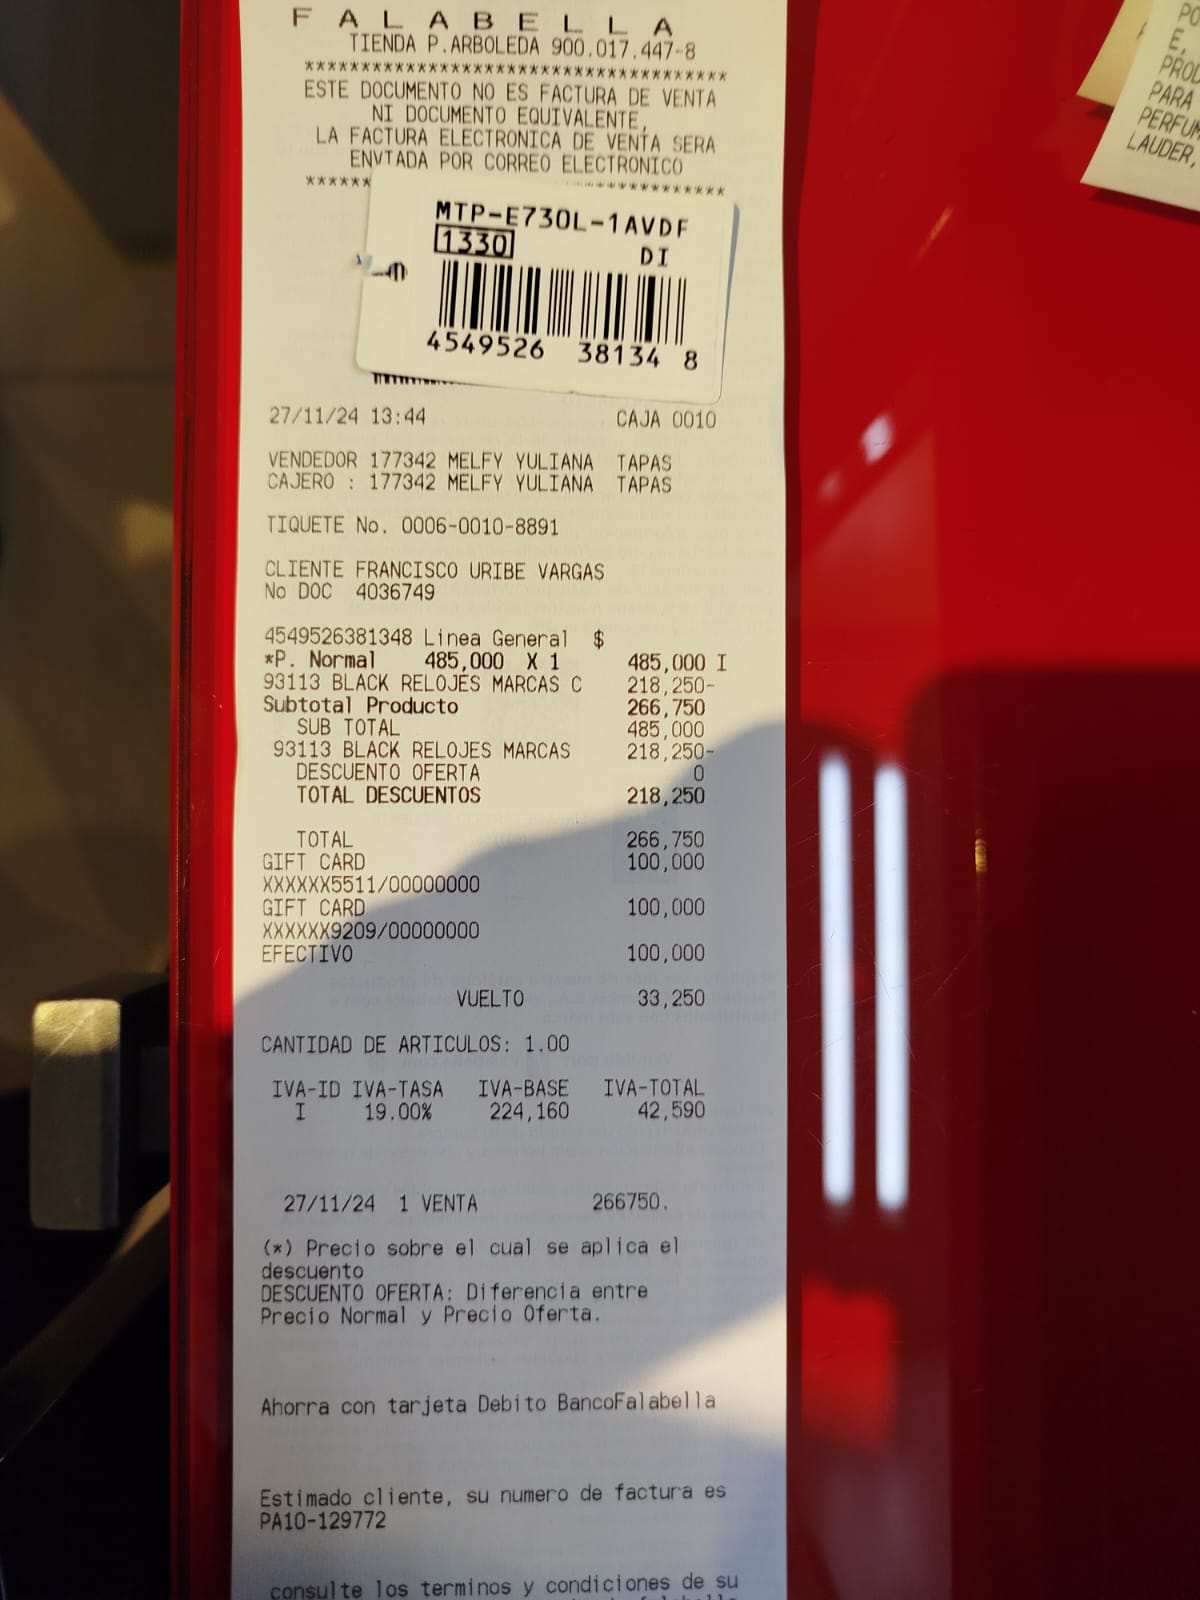 F A L A B E L L A
TIENDA P.ARBOLEDA 900.017.447-8
**************************************
ESTE DOCUMENTO NO ES FACTURA DE VENTA
NI DOCUMENTO EQUIVALENTE,
LA FACTURA ELECTRONICA DE VENTA SERA
ENVTADA POR CORREO ELECTRONICO
MTP-E730L-1AVDF
1330 DI
4549526 38134 8
27/11/24 13:44 CAJA 0010
VENDEDOR 177342 MELFY YULIANA TAPAS
CAJERO : 177342 MELFY YULIANA TAPAS
TIQUETE No. 0006-0010-8891
CLIENTE FRANCISCO URIBE VARGAS
No DOC 4036749
4549526381348 Linea General $
*P. Normal 485,000 X 1 485,000 I
93113 BLACK RELOJES MARCAS C 218,250-
Subtotal Producto 266,750
SUB TOTAL 485,000
93113 BLACK RELOJES MARCAS 218,250-
DESCUENTO OFERTA 0
TOTAL DESCUENTOS 218,250
TOTAL 266,750
GIFT CARD 100,000
XXXXXX5511/00000000
GIFT CARD 100,000
XXXXXX9209/00000000
EFECTIVO 100,000
VUELTO 33,250
CANTIDAD DE ARTICULOS: 1.00
IVA-ID IVA-TASA IVA-BASE IVA-TOTAL
I 19.00% 224,160 42,590
27/11/24 1 VENTA 266750.
(*) Precio sobre el cual se aplica el
descuento
DESCUENTO OFERTA: Diferencia entre
Precio Normal y Precio Oferta.
Ahorra con tarjeta Debito BancoFalabella
Estimado cliente, su numero de factura es
PA10-129772
consulte los terminos y condiciones de su
PO
E,
PROD
PARA
PERFUM
LAUDER,